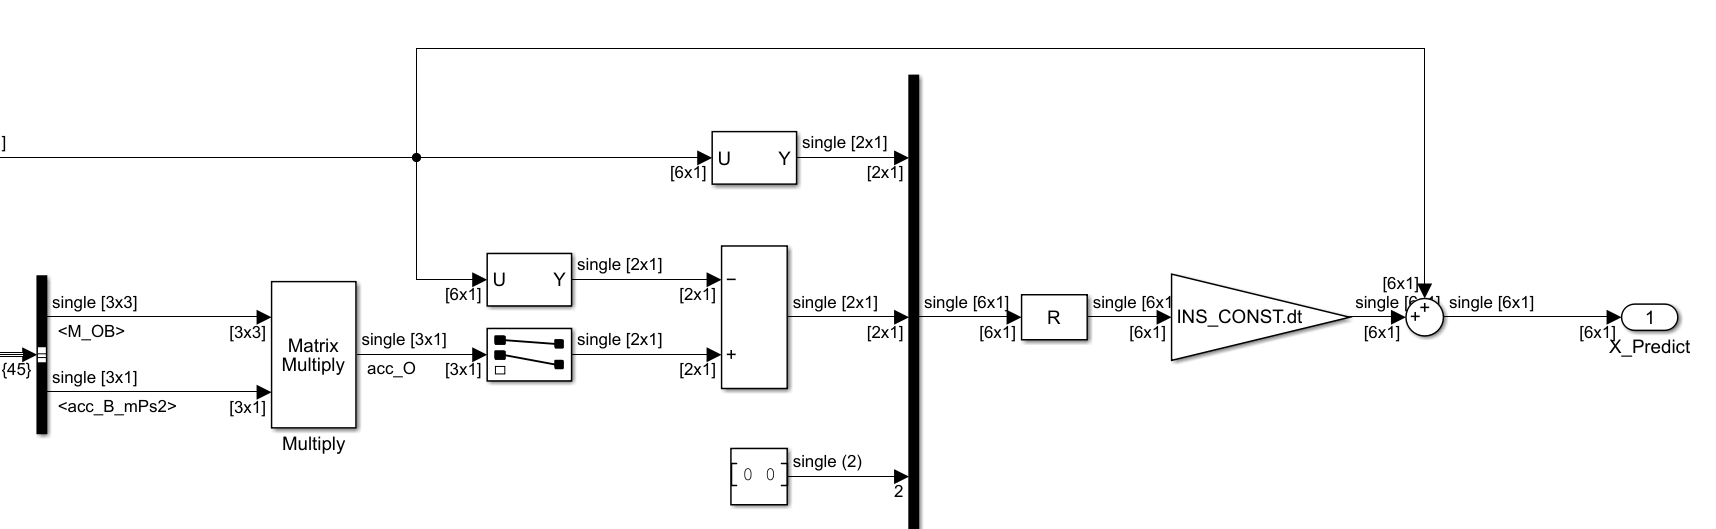 ]
U
Y
single [2x1]
[6x1]
[2x1]
U
Y
single [2x1]
[6x1]
[2x1]
−
single [3x3]
<M_OB>
[3x3]
{45}
single [3x1]
<acc_B_mPs2>
[3x1]
Matrix
Multiply
Multiply
single [3x1]
acc_O
[3x1]
single [2x1]
[2x1]
+
single [2x1]
[2x1]
0 0
single (2)
2
single [6x1]
[6x1]
R
single [6x1
[6x1]
INS_CONST.dt
single [6x1]
[6x1]
[6x1]
+
+
single [6x1]
[6x1]
1
X_Predict